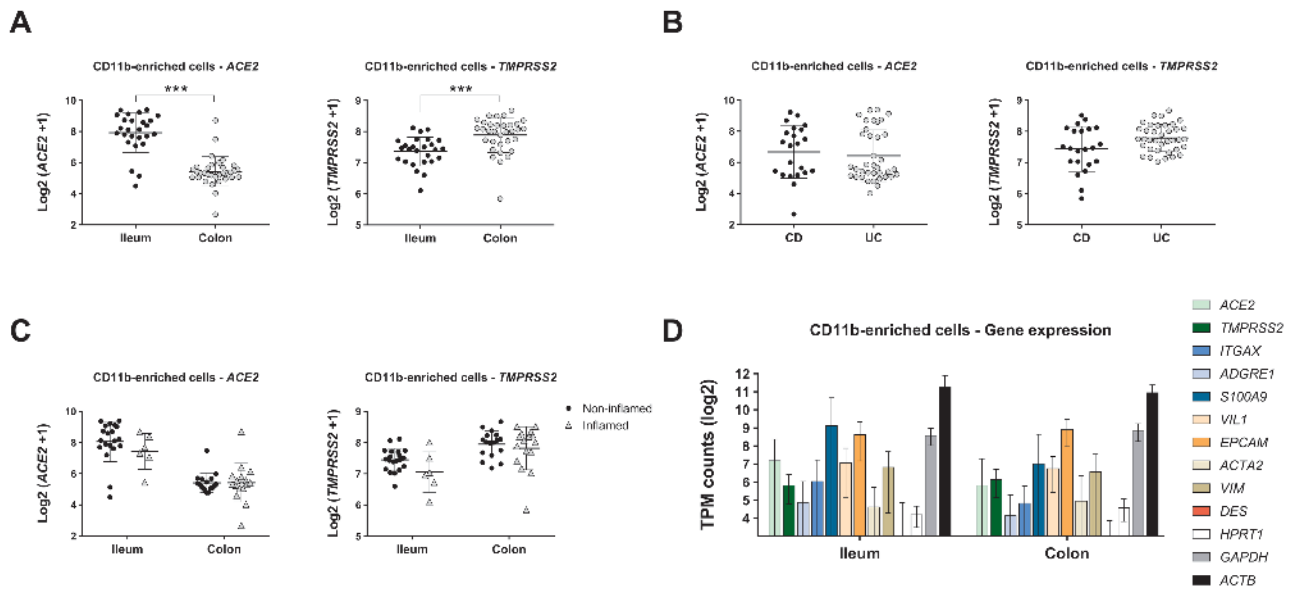 A
CD11b-enriched cells - ACE2
Log2 (ACE2 +1)
10
8
6
4
2
***
Ileum
Colon
CD11b-enriched cells - TMPRSS2
Log2 (TMPRSS2 +1)
9
8
7
6
5
***
Ileum
Colon
B
CD11b-enriched cells - ACE2
Log2 (ACE2 +1)
10
8
6
4
2
CD
UC
CD11b-enriched cells - TMPRSS2
Log2 (TMPRSS2 +1)
9
8
7
6
5
CD
UC
C
CD11b-enriched cells - ACE2
Log2 (ACE2 +1)
10
8
6
4
2
Ileum
Colon
CD11b-enriched cells - TMPRSS2
Log2 (TMPRSS2 +1)
9
8
7
6
5
Ileum
Colon
Non-inflamed
Inflamed
D
CD11b-enriched cells - Gene expression
TPM counts (log2)
12
11
10
9
8
7
6
5
4
Ileum
Colon
ACE2
TMPRSS2
ITGAX
ADGRE1
S100A9
VIL1
EPCAM
ACTA2
VIM
DES
HPRT1
GAPDH
ACTB